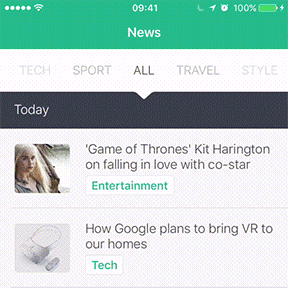 09:41
100%
News
TECH SPORT ALL TRAVEL STYLE
Today
'Game of Thrones' Kit Harington
on falling in love with co-star
Entertainment
How Google plans to bring VR to
our homes
Tech